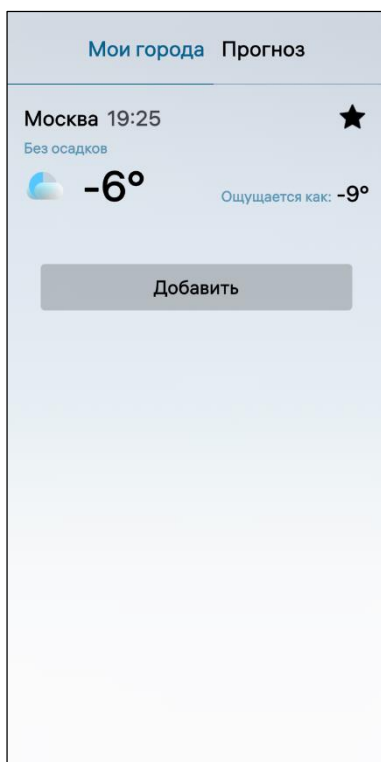 Мои города Прогноз
Москва 19:25
Без осадков
-6° Ощущается как: -9°
Добавить